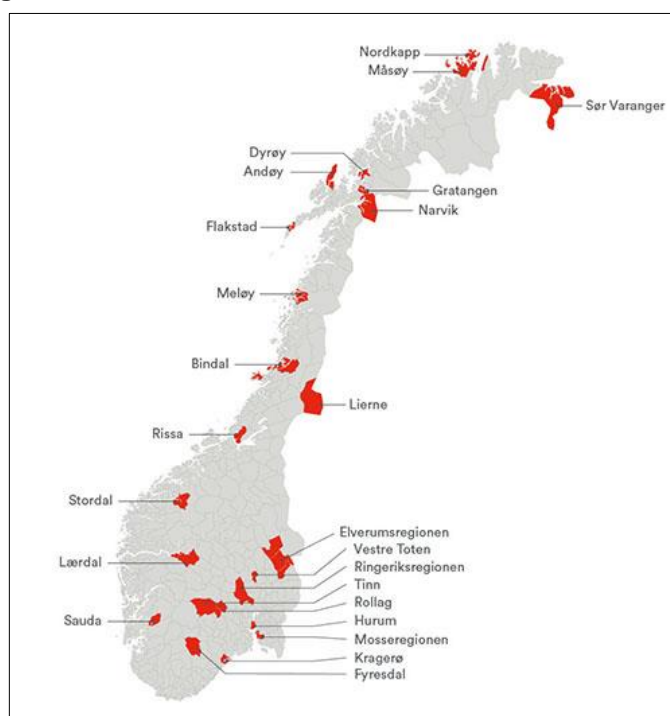 Nordkapp
Måsøy
Sør Varanger
Dyrøy
Andøy
Gratangen
Narvik
Flakstad
Meløy
Bindal
Lierne
Rissa
Stordal
Elverumsregionen
Vestre Toten
Lærdal
Ringeriksregionen
Tinn
Rollag
Sauda
Hurum
Mosseregionen
Kragerø
Fyresdal